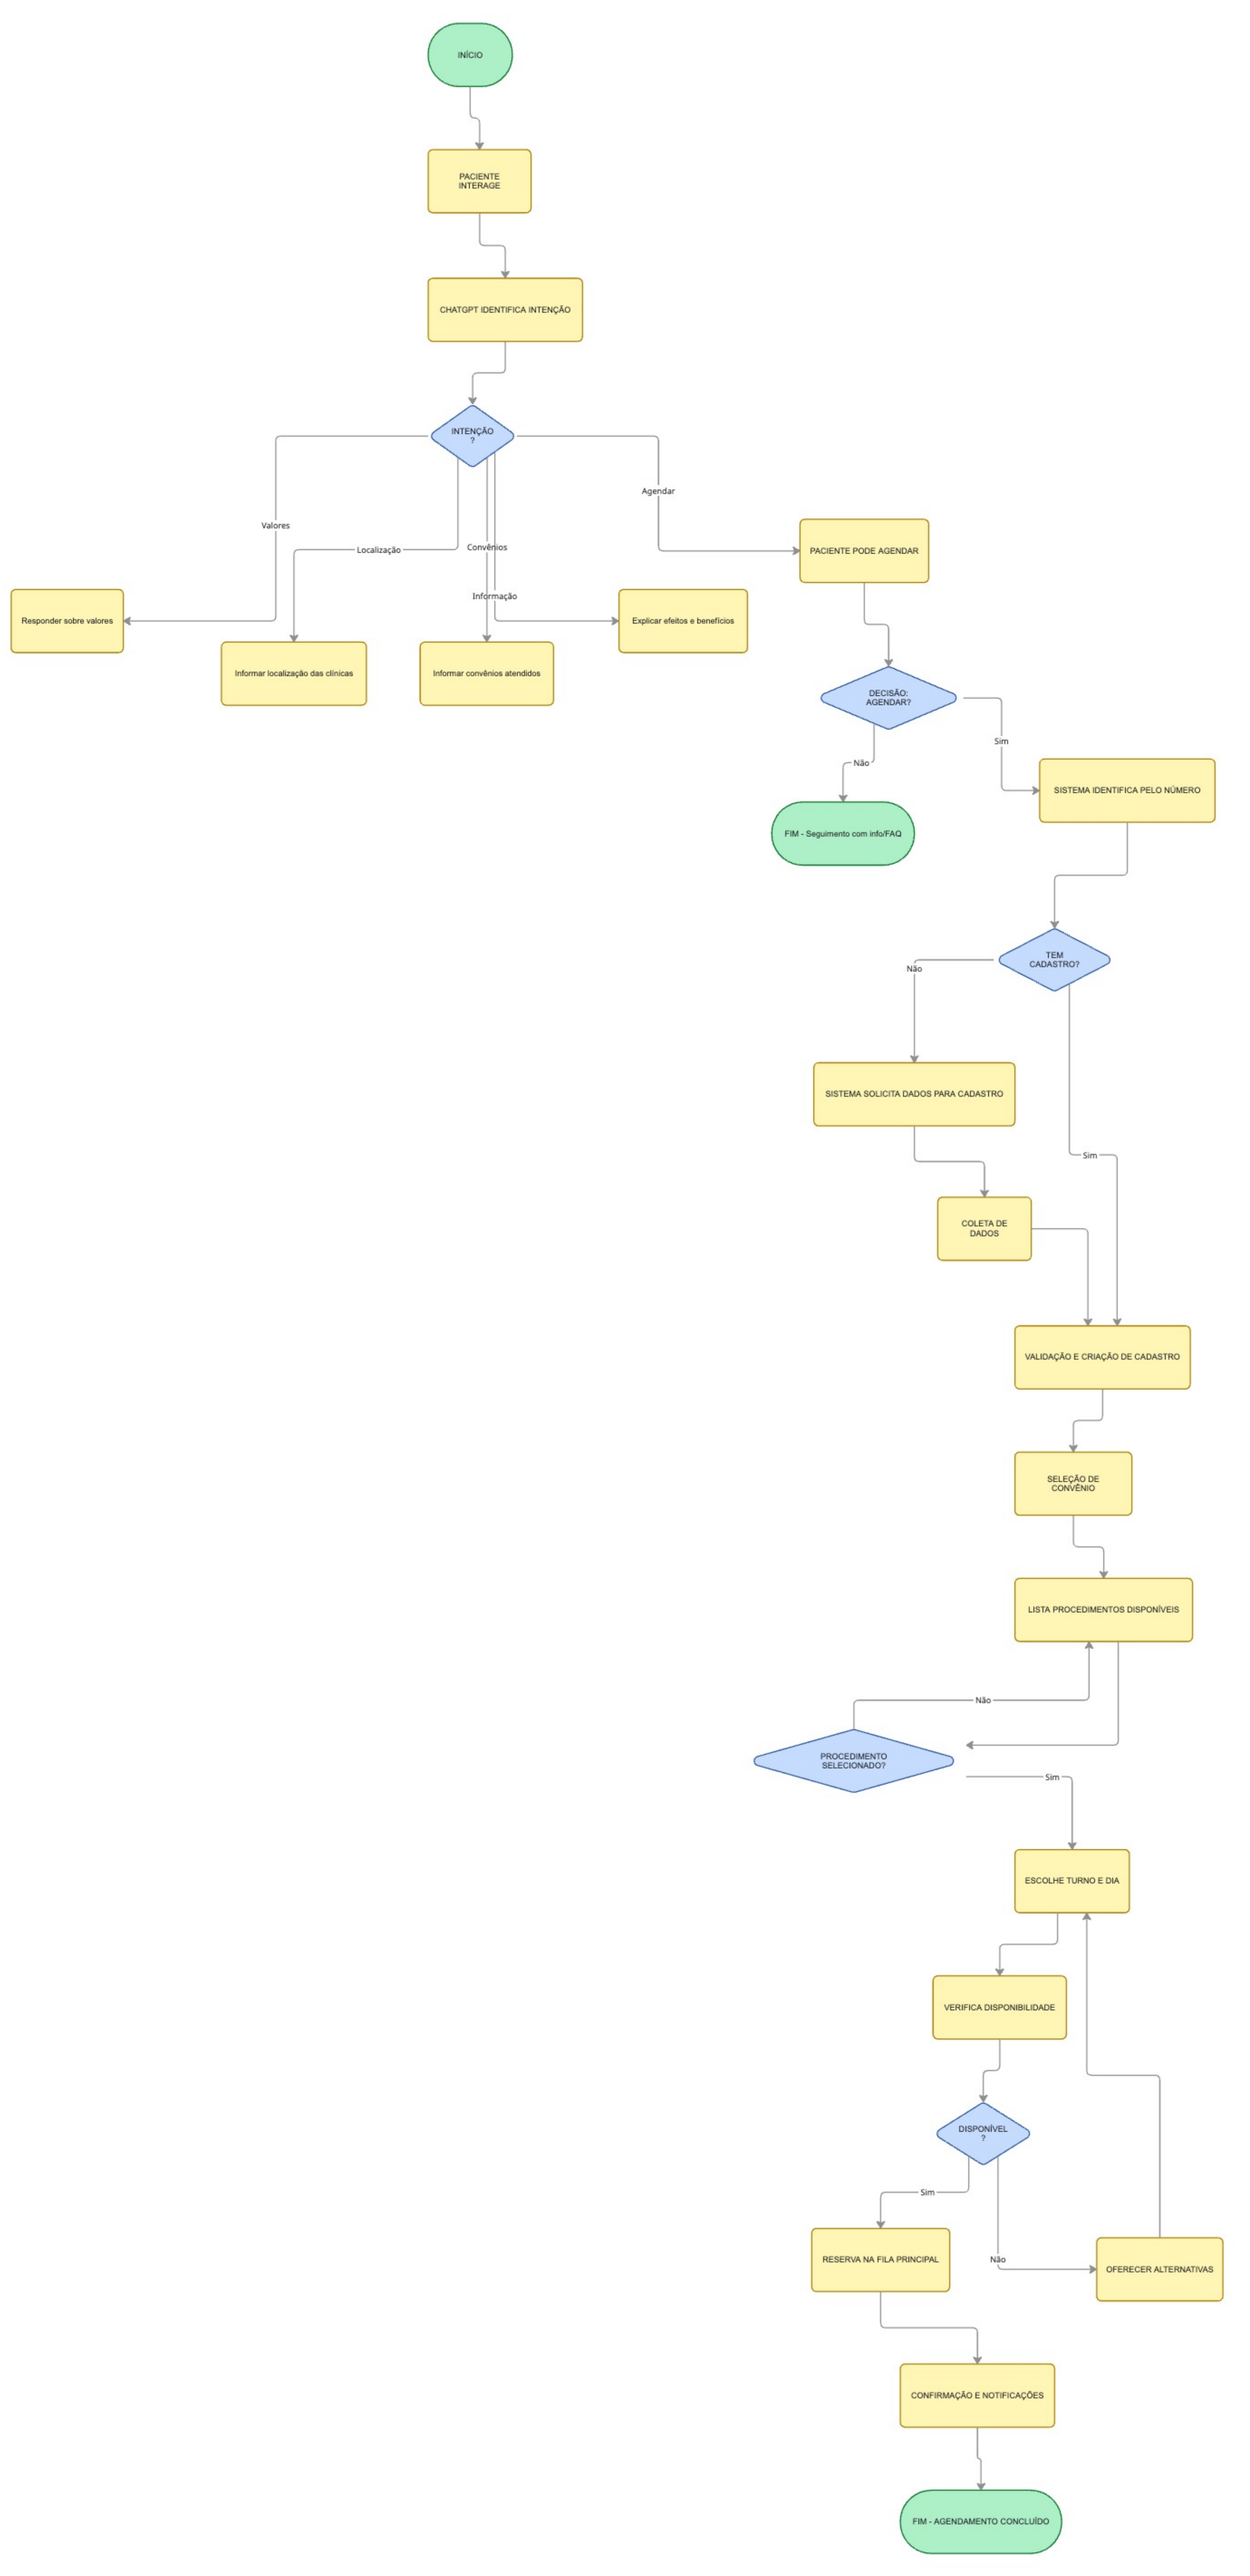 INÍCIO
PACIENTE
INTERAGE
CHATGPT IDENTIFICA INTENÇÃO
INTENÇÃO
?
Agendar
Valores
Localização
Convênios
PACIENTE PODE AGENDAR
Informação
Responder sobre valores
Explicar efeitos e benefícios
Informar localização das clínicas
Informar convênios atendidos
DECISÃO:
AGENDAR?
Sim
Não
SISTEMA IDENTIFICA PELO NÚMERO
FIM - Seguimento com info/FAQ
TEM
CADASTRO?
Não
SISTEMA SOLICITA DADOS PARA CADASTRO
Sim
COLETA DE
DADOS
VALIDAÇÃO E CRIAÇÃO DE CADASTRO
SELEÇÃO DE
CONVÊNIO
LISTA PROCEDIMENTOS DISPONÍVEIS
Não
PROCEDIMENTO
SELECIONADO?
Sim
ESCOLHE TURNO E DIA
VERIFICA DISPONIBILIDADE
DISPONÍVEL
?
Sim
RESERVA NA FILA PRINCIPAL
Não
OFERECER ALTERNATIVAS
CONFIRMAÇÃO E NOTIFICAÇÕES
FIM - AGENDAMENTO CONCLUÍDO